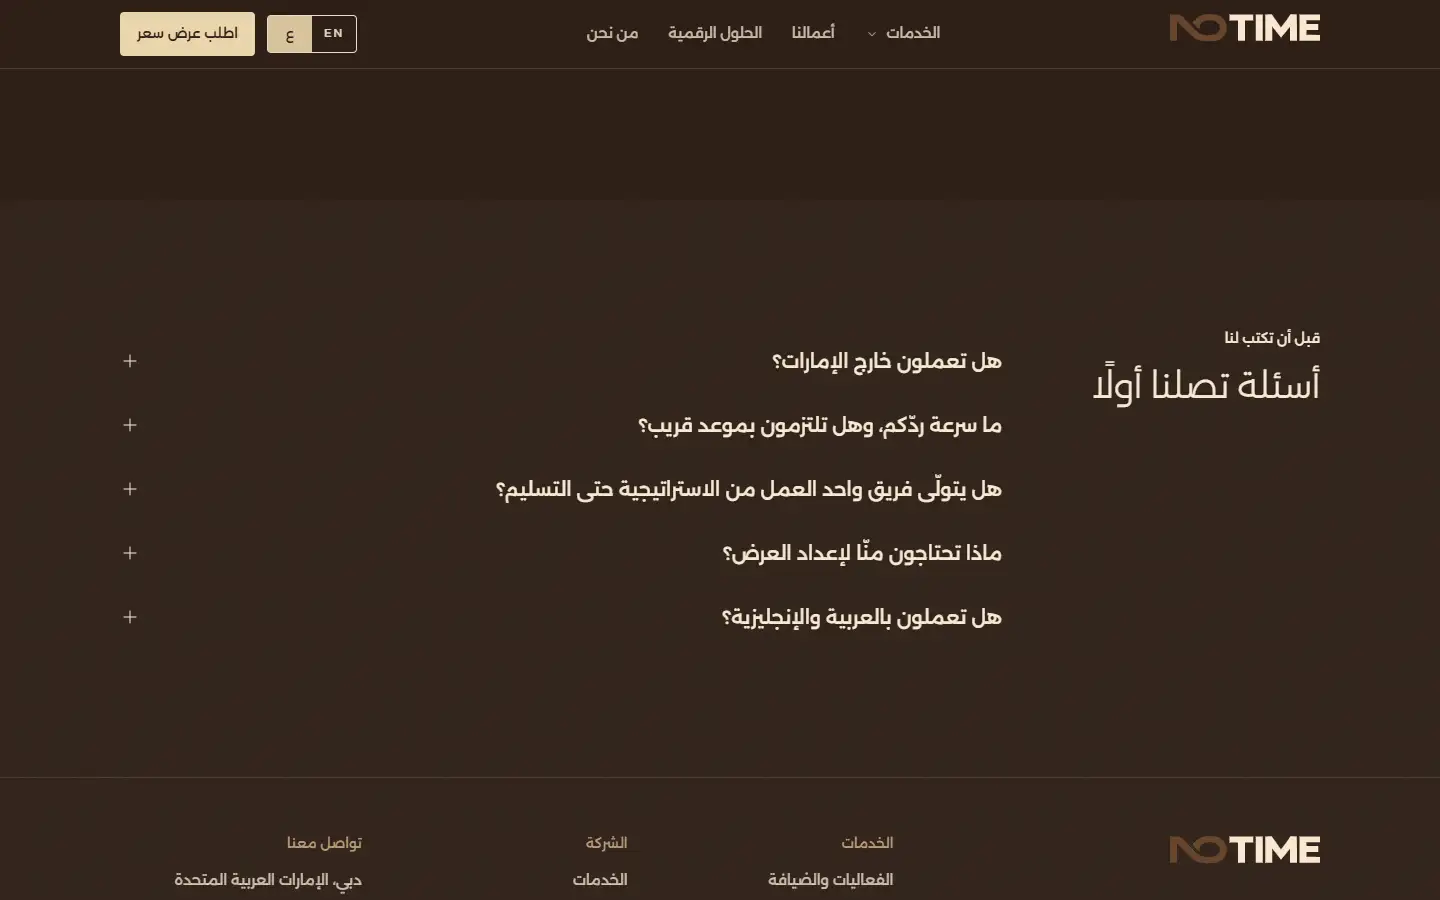 NOTIME
الخدمات
أعمالنا
الحلول الرقمية
من نحن
EN
ع
اطلب عرض سعر
قبل أن تكتب لنا
أسئلة تصلنا أولًا
هل تعملون خارج الإمارات؟
ما سرعة ردّكم، وهل تلتزمون بموعد قريب؟
هل يتولّى فريق واحد العمل من الاستراتيجية حتى التسليم؟
ماذا تحتاجون منّا لإعداد العرض؟
هل تعملون بالعربية والإنجليزية؟
NOTIME
الخدمات
الفعاليات والضيافة
الشركة
الخدمات
تواصل معنا
دبي، الإمارات العربية المتحدة